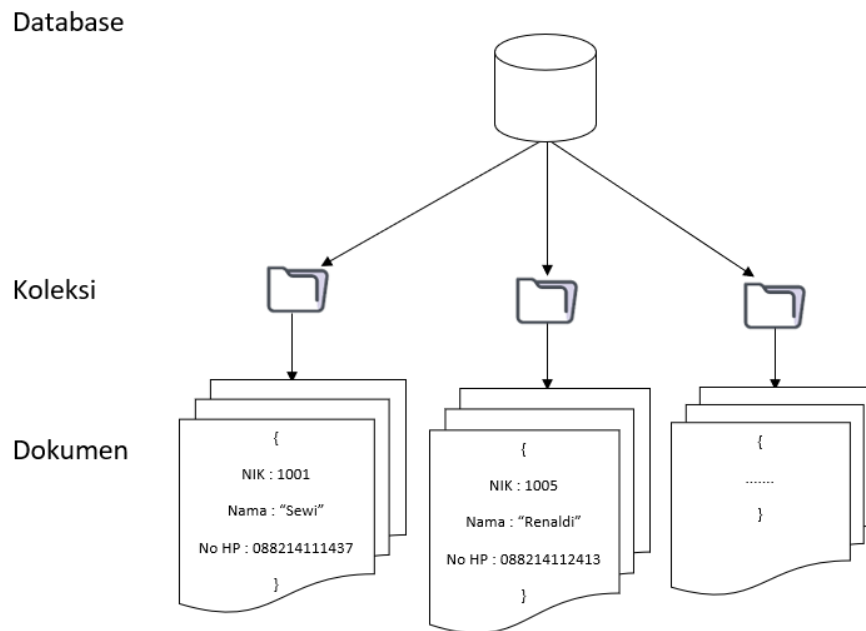 Database
Koleksi
Dokumen
{
NIK : 1001
Nama : “Sewi”
No HP : 088214111437
}
{
NIK : 1005
Nama : “Renaldi”
No HP : 088214112413
}
{
.......
}